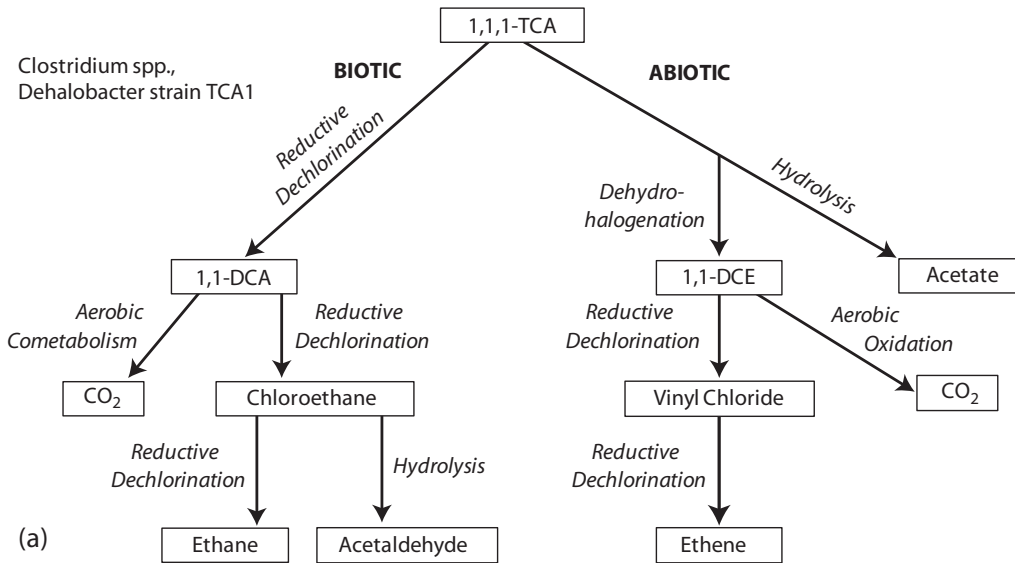 1,1,1-TCA
Clostridium spp.,
Dehalobacter strain TCA1
BIOTIC
ABIOTIC
Reductive
Dechlorination
Dehydro-
halogenation
Hydrolysis
1,1-DCA
1,1-DCE
Acetate
Aerobic
Cometabolism
Reductive
Dechlorination
Reductive
Dechlorination
Aerobic
Oxidation
CO₂
Chloroethane
Vinyl Chloride
CO₂
Reductive
Dechlorination
Hydrolysis
Reductive
Dechlorination
(a)
Ethane
Acetaldehyde
Ethene